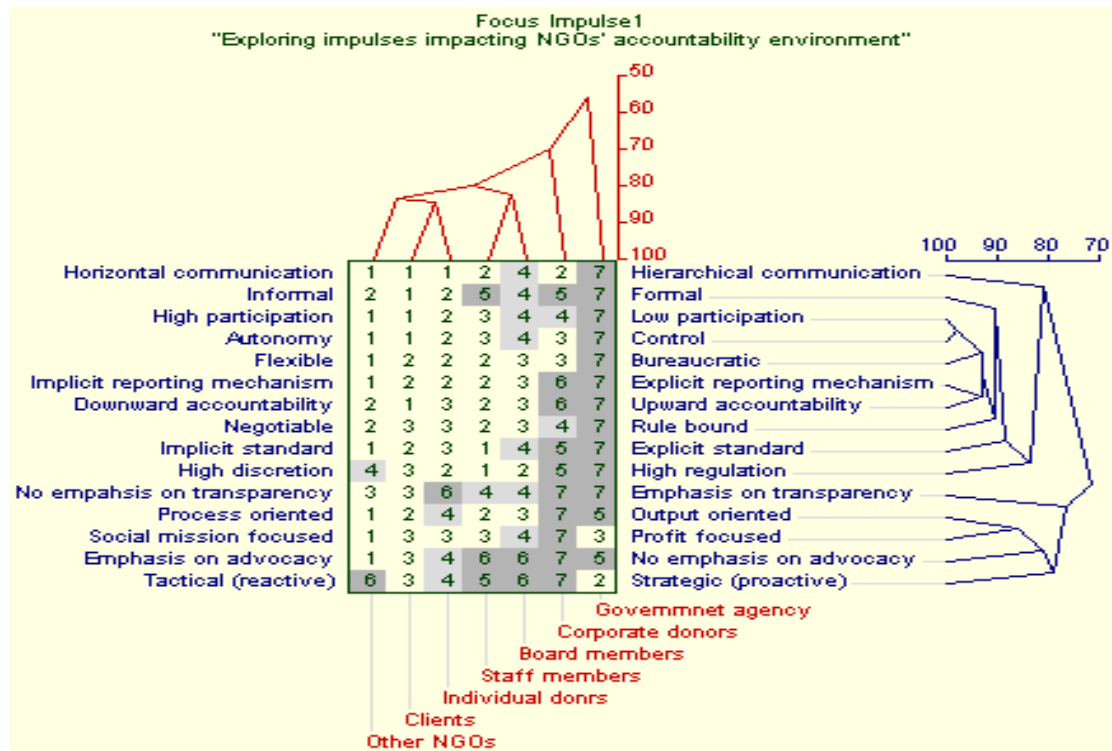 Focus Impulse1
"Exploring impulses impacting NGOs' accountability environment"
50
60
70
80
90
100
100 90 80 70
Horizontal communication 1 1 1 2 4 2 7 Hierarchical communication
Informal 2 1 2 5 4 5 7 Formal
High participation 1 1 2 3 4 4 7 Low participation
Autonomy 1 1 2 3 4 3 7 Control
Flexible 1 2 2 2 3 3 7 Bureaucratic
Implicit reporting mechanism 1 2 2 2 3 6 7 Explicit reporting mechanism
Downward accountability 2 1 3 2 3 6 7 Upward accountability
Negotiable 2 3 3 2 3 4 7 Rule bound
Implicit standard 1 2 3 1 4 5 7 Explicit standard
High discretion 4 3 2 1 2 5 7 High regulation
No empahsis on transparency 3 3 6 4 4 7 7 Emphasis on transparency
Process oriented 1 2 4 2 3 7 5 Output oriented
Social mission focused 1 3 3 3 4 7 3 Profit focused
Emphasis on advocacy 1 3 4 6 6 7 5 No emphasis on advocacy
Tactical (reactive) 6 3 4 5 6 7 2 Strategic (proactive)
Governmnet agency
Corporate donors
Board members
Staff members
Individual donrs
Clients
Other NGOs